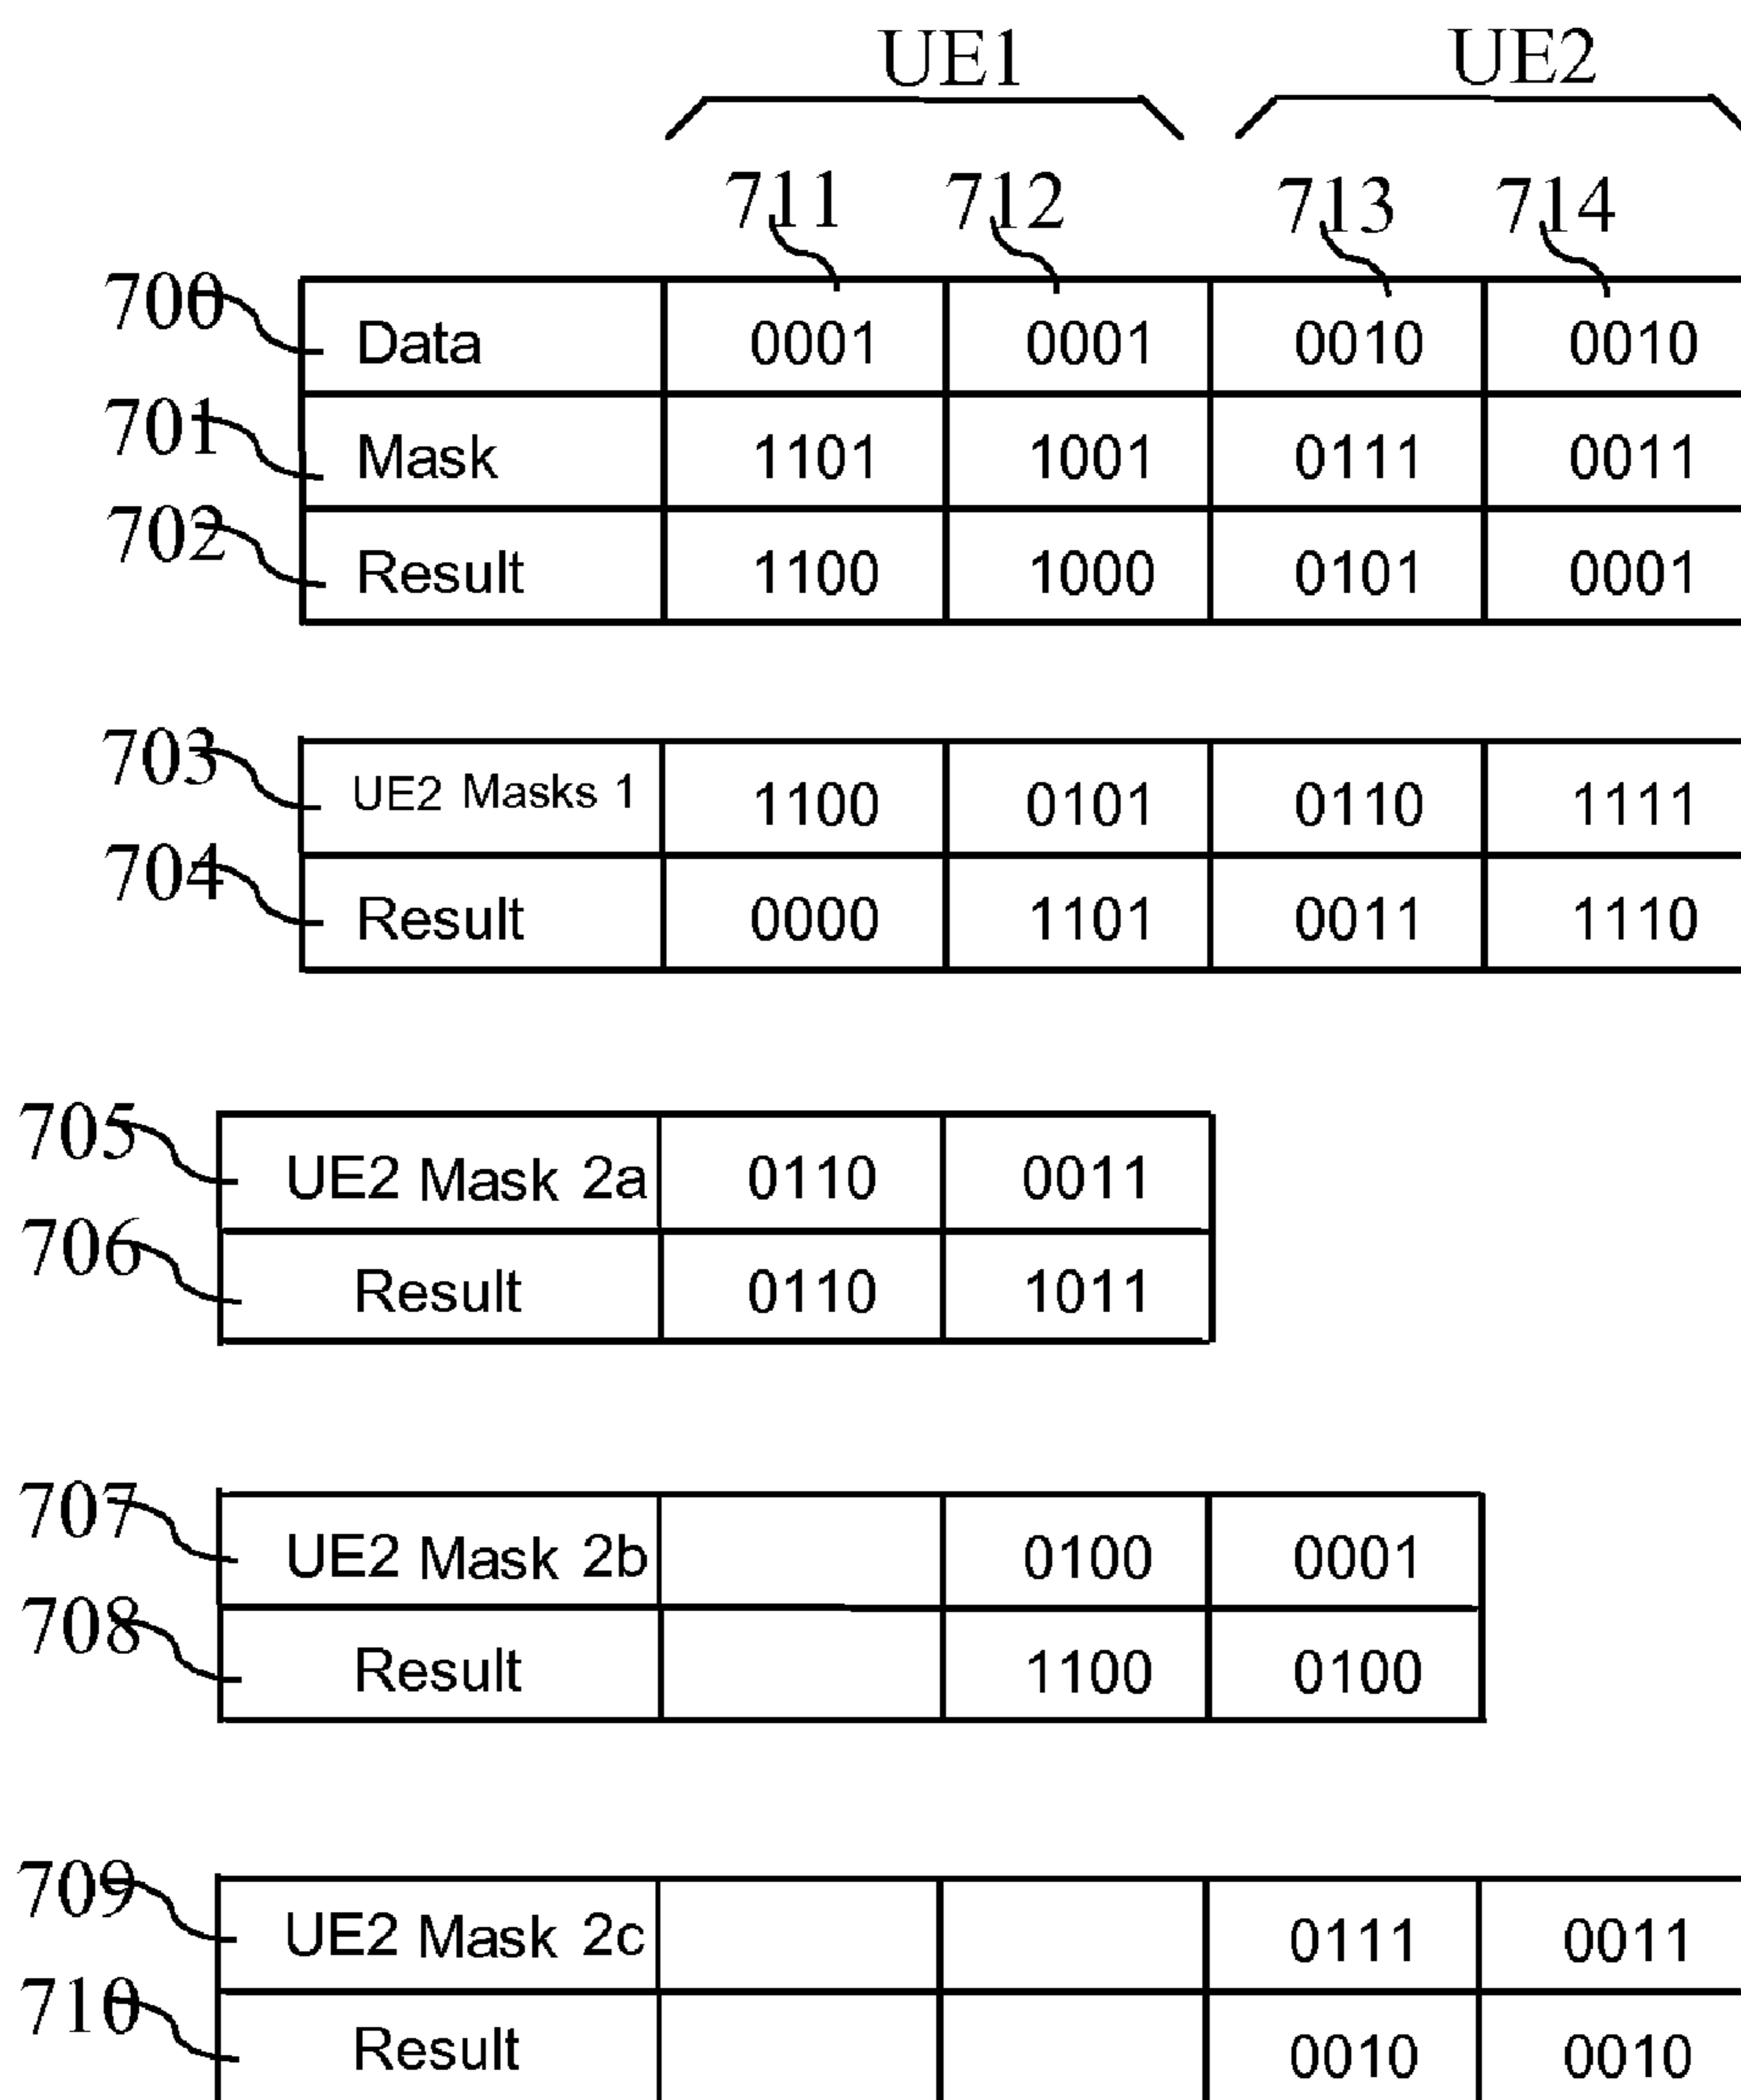 UE1 UE2
711 712 713 714
700 Data 0001 0001 0010 0010
701 Mask 1101 1001 0111 0011
702 Result 1100 1000 0101 0001
703 UE2 Masks 1 1100 0101 0110 1111
704 Result 0000 1101 0011 1110
705 UE2 Mask 2a 0110 0011
706 Result 0110 1011
707 UE2 Mask 2b 0100 0001
708 Result 1100 0100
709 UE2 Mask 2c 0111 0011
710 Result 0010 0010